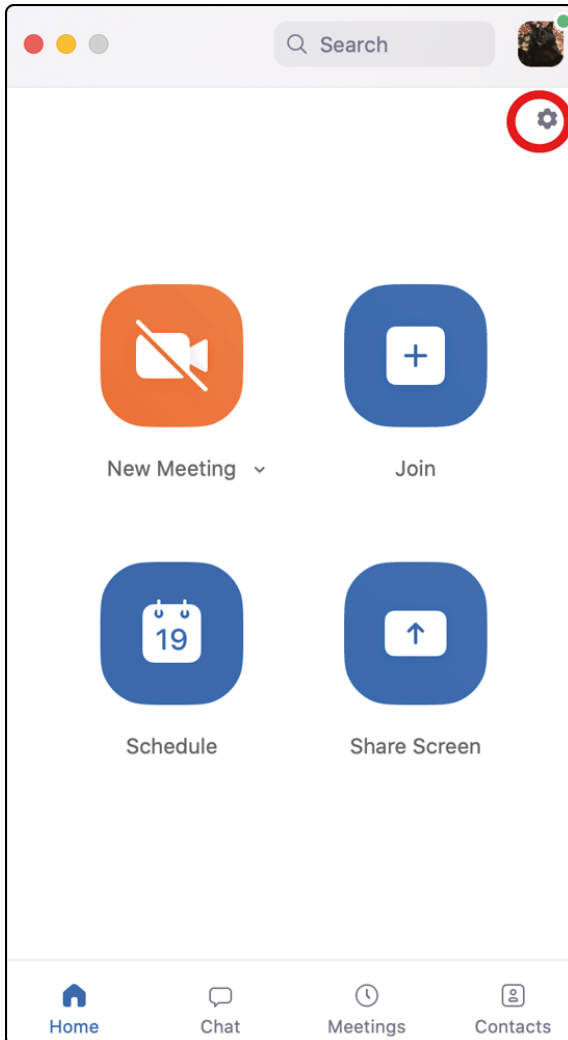 Search
New Meeting
Join
19
Schedule
Share Screen
Home
Chat
Meetings
Contacts